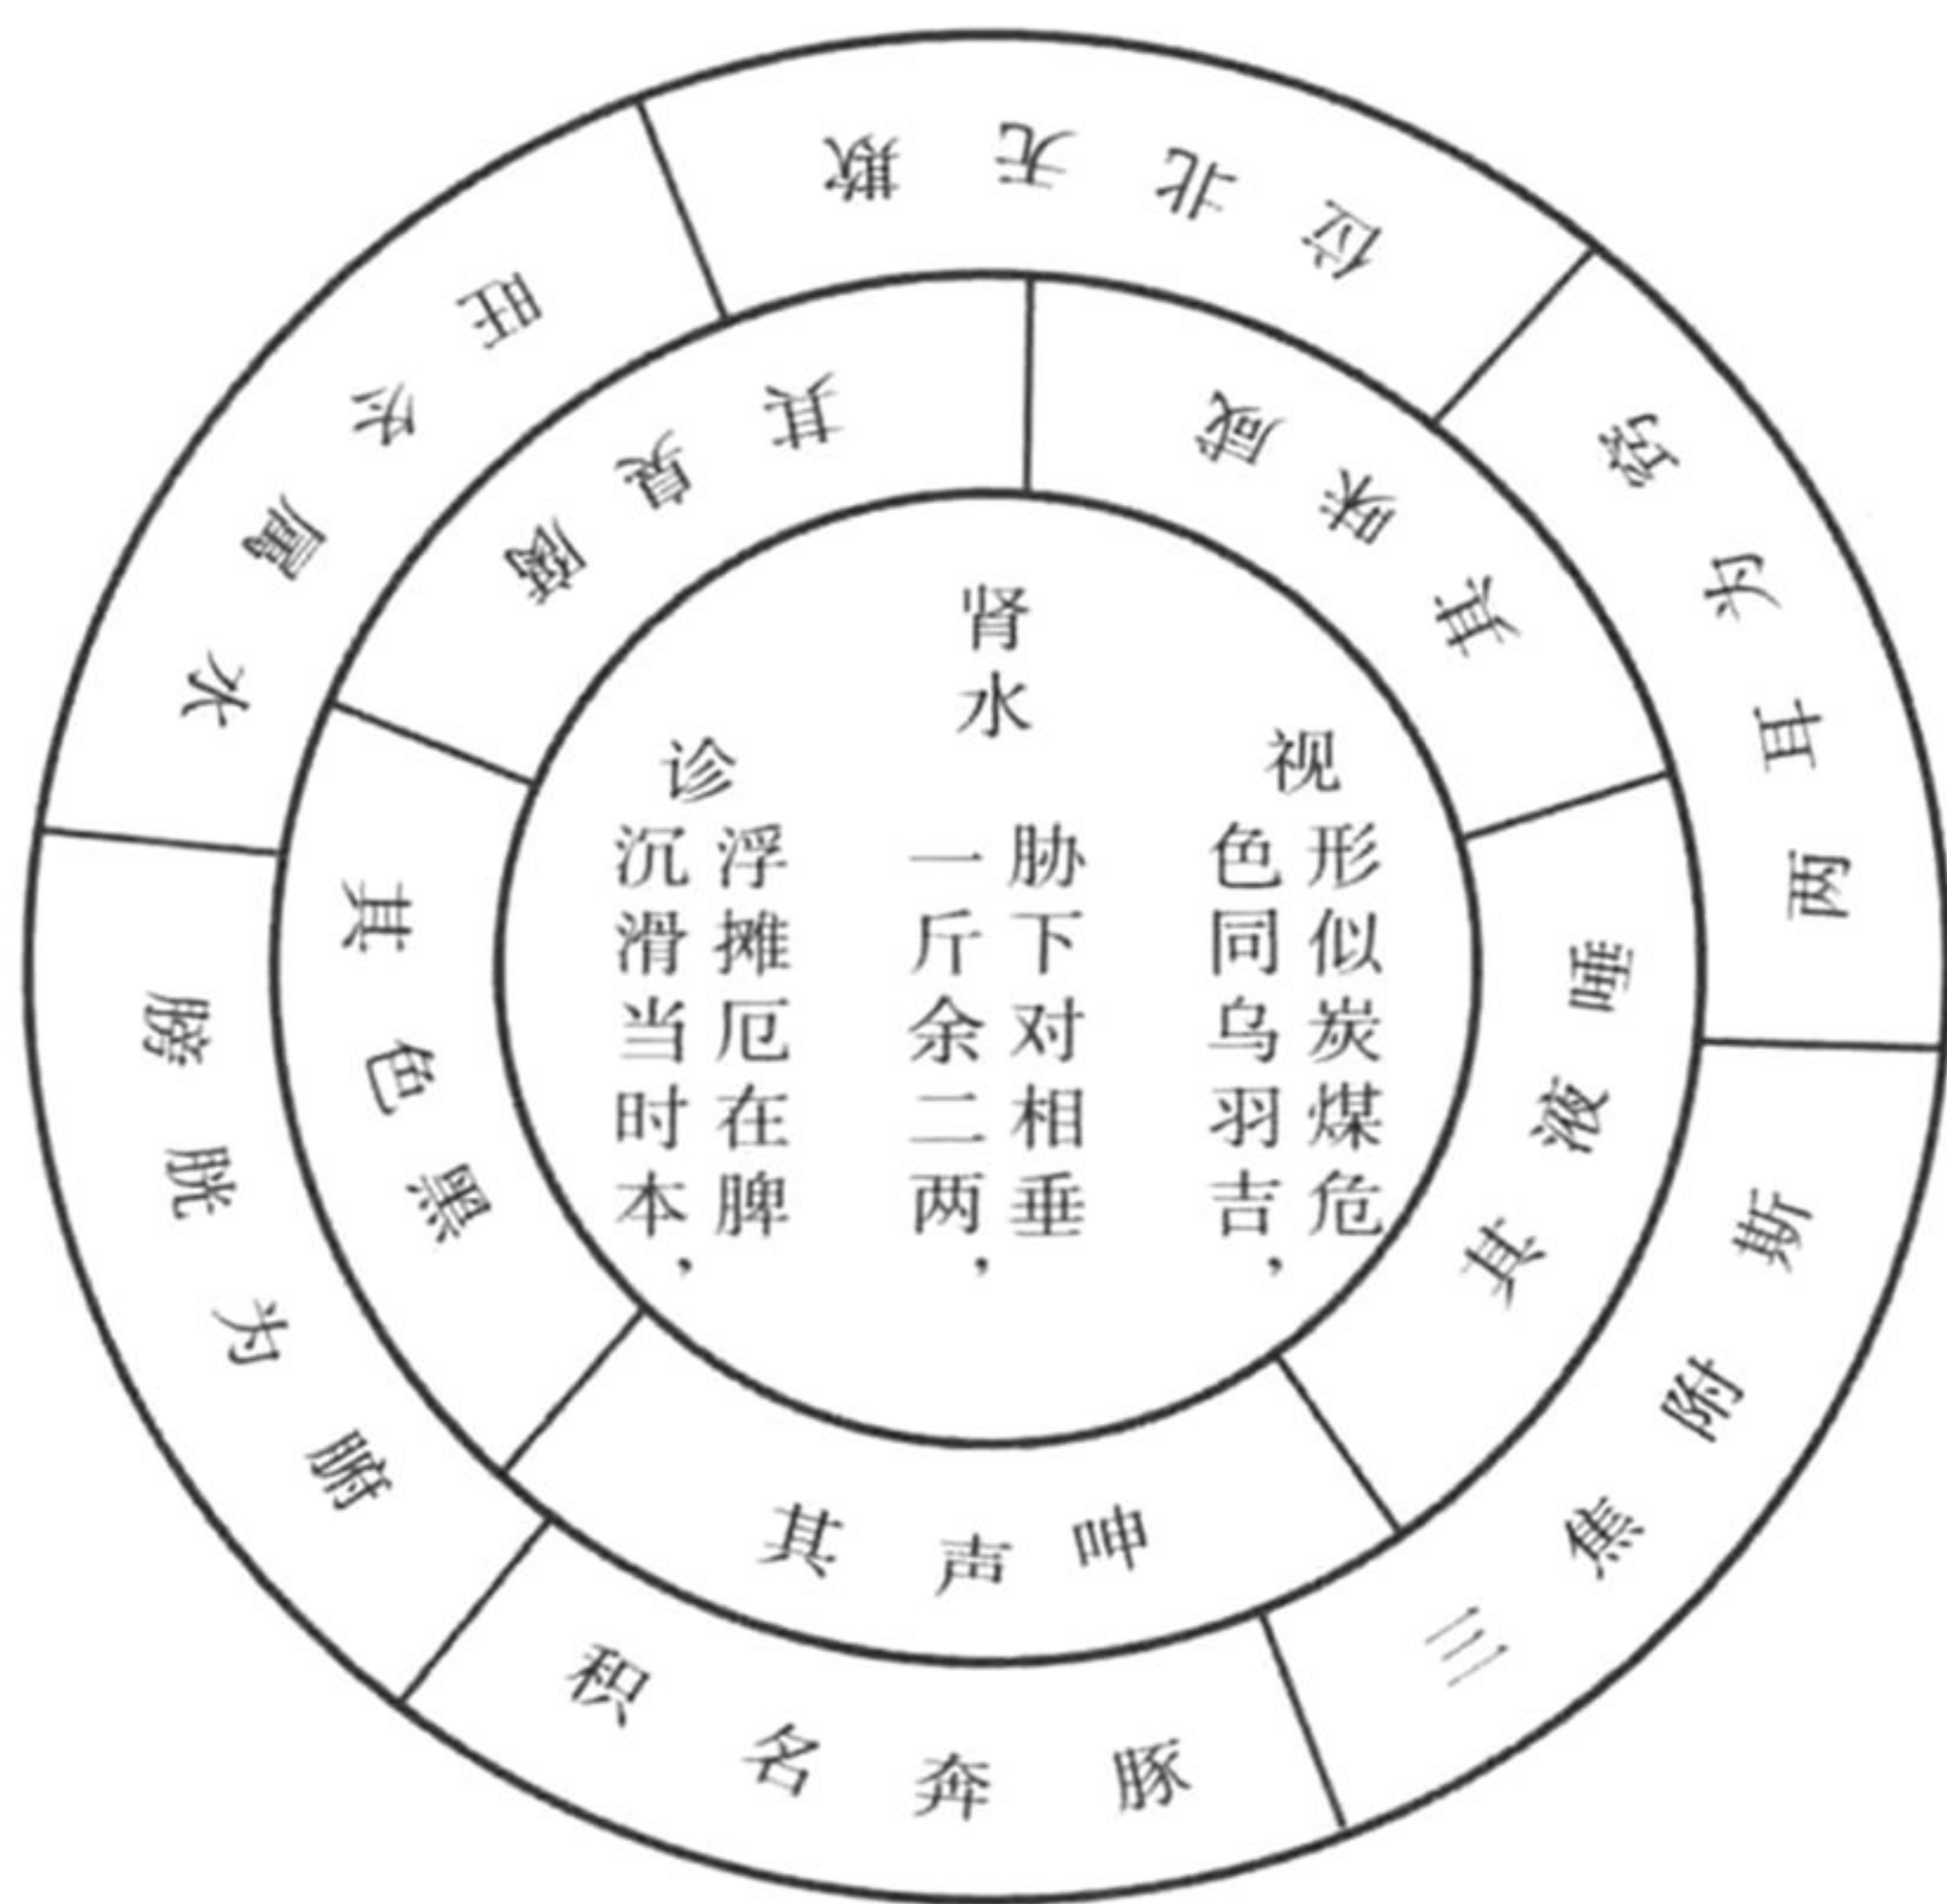 肾水
诊
沉滑当时本，
浮摊厄在脾
一斤余二两，
胁下对相垂
视
色同乌羽吉，
形似炭煤危
其臭腐
其色黑
其声呻
其液唾
其味咸
位北无欺
旺冬属水
膀胱为腑
积名奔豚
三焦附斯
两耳为窍